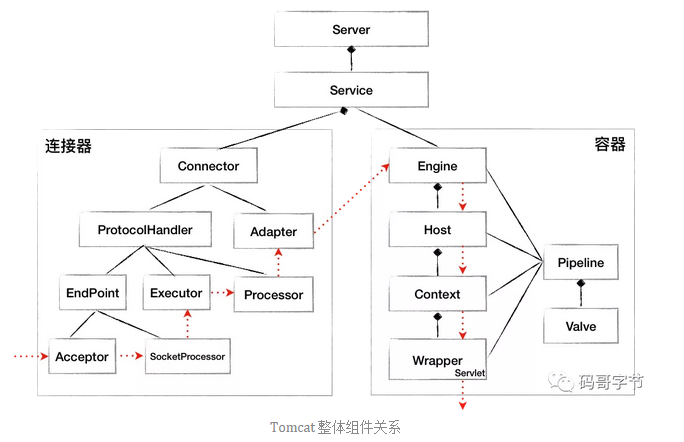 Server
Service
连接器
容器
Connector
Engine
ProtocolHandler
Adapter
Host
EndPoint
Executor
Processor
Context
Pipeline
Acceptor
SocketProcessor
Wrapper
Servlet
Valve
码哥字节
Tomcat 整体组件关系